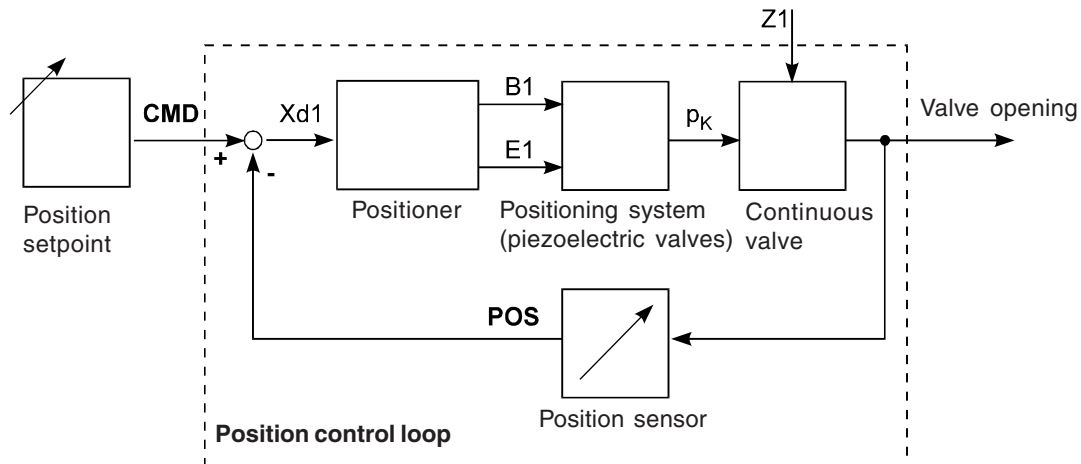 Z1
CMD
Xd1
B1
E1
pK
Valve opening
+
-
Position
setpoint
Positioner
Positioning system
(piezoelectric valves)
Continuous
valve
POS
Position sensor
Position control loop